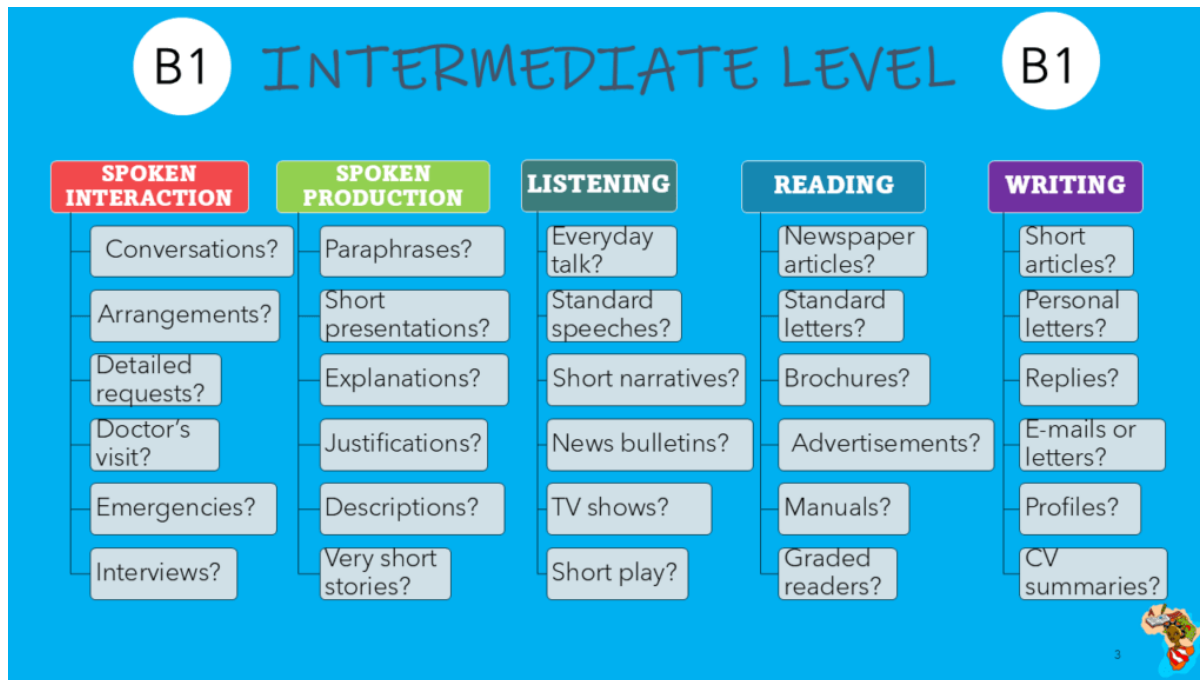 B1 INTERMEDIATE LEVEL B1
SPOKEN
INTERACTION
Conversations?
Arrangements?
Detailed
requests?
Doctor's
visit?
Emergencies?
Interviews?
SPOKEN
PRODUCTION
Paraphrases?
Short
presentations?
Explanations?
Justifications?
Descriptions?
Very short
stories?
LISTENING
Everyday
talk?
Standard
speeches?
Short narratives?
News bulletins?
TV shows?
Short play?
READING
Newspaper
articles?
Standard
letters?
Brochures?
Advertisements?
Manuals?
Graded
readers?
WRITING
Short
articles?
Personal
letters?
Replies?
E-mails or
letters?
Profiles?
CV
summaries?
3